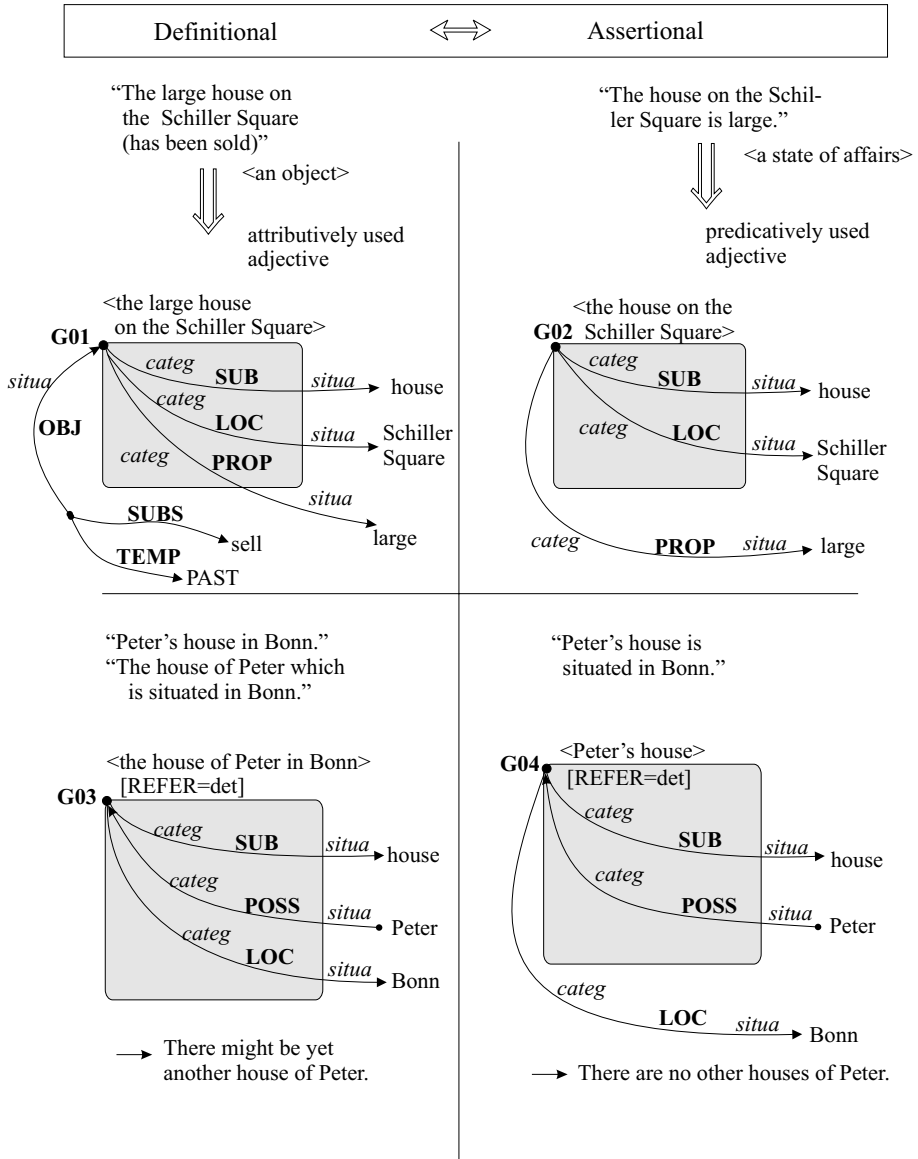 Definitional
Assertional
“The large house on
the Schiller Square
(has been sold)”
<an object>
attributively used
adjective
<the large house
on the Schiller Square>
G01
situa
categ
SUB
situa
house
categ
OBJ
LOC
situa
Schiller
Square
categ
PROP
situa
large
SUBS
sell
TEMP
PAST
“The house on the Schil-
ler Square is large.”
<a state of affairs>
predicatively used
adjective
<the house on the
Schiller Square>
G02
categ
SUB
situa
house
categ
LOC
situa
Schiller
Square
categ
PROP
situa
large
“Peter’s house in Bonn.”
“The house of Peter which
is situated in Bonn.”
<the house of Peter in Bonn>
[REFER=det]
G03
categ
SUB
situa
house
categ
POSS
situa
Peter
categ
LOC
situa
Bonn
There might be yet
another house of Peter.
“Peter’s house is
situated in Bonn.”
<Peter’s house>
G04
[REFER=det]
categ
SUB
situa
house
categ
POSS
situa
Peter
categ
LOC
situa
Bonn
There are no other houses of Peter.